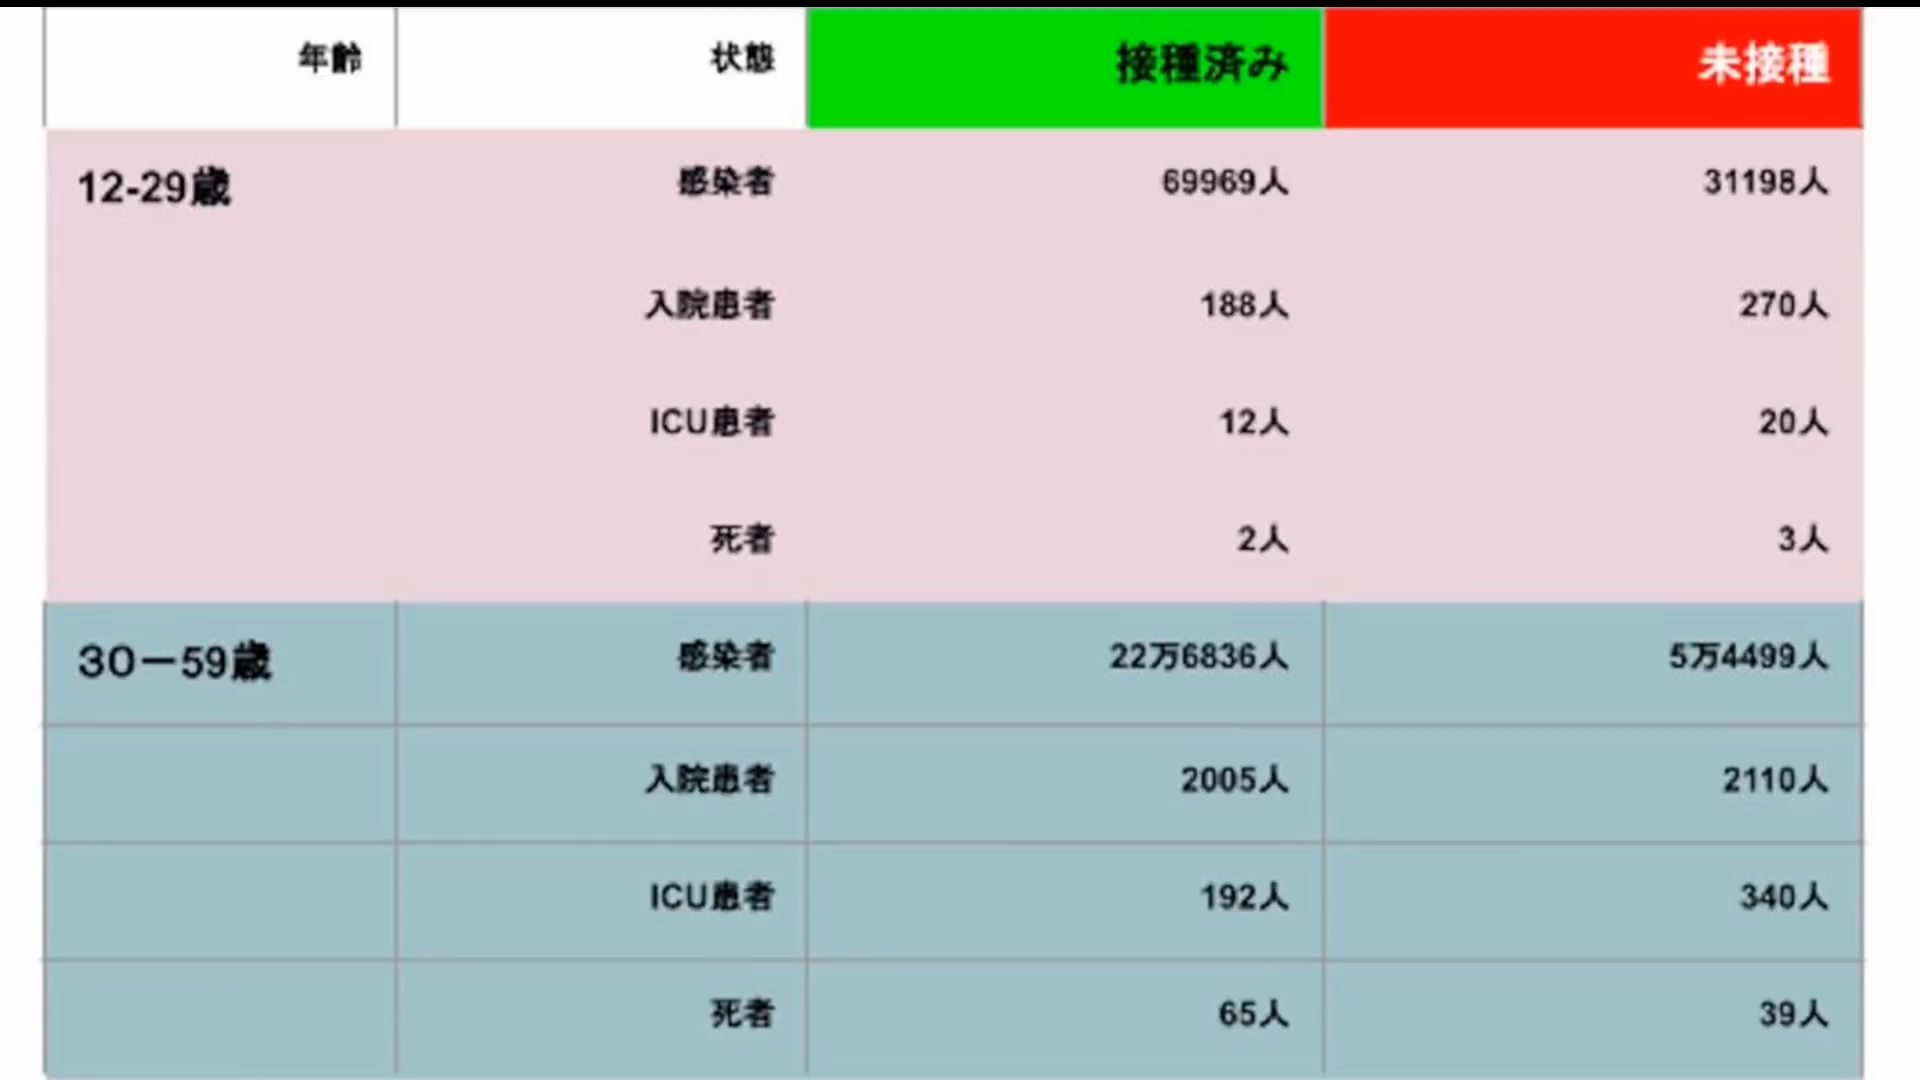 年齢 状態 接種済み 未接種
12-29歳 感染者 69969人 31198人
入院患者 188人 270人
ICU患者 12人 20人
死者 2人 3人
30ー59歳 感染者 22万6836人 5万4499人
入院患者 2005人 2110人
ICU患者 192人 340人
死者 65人 39人